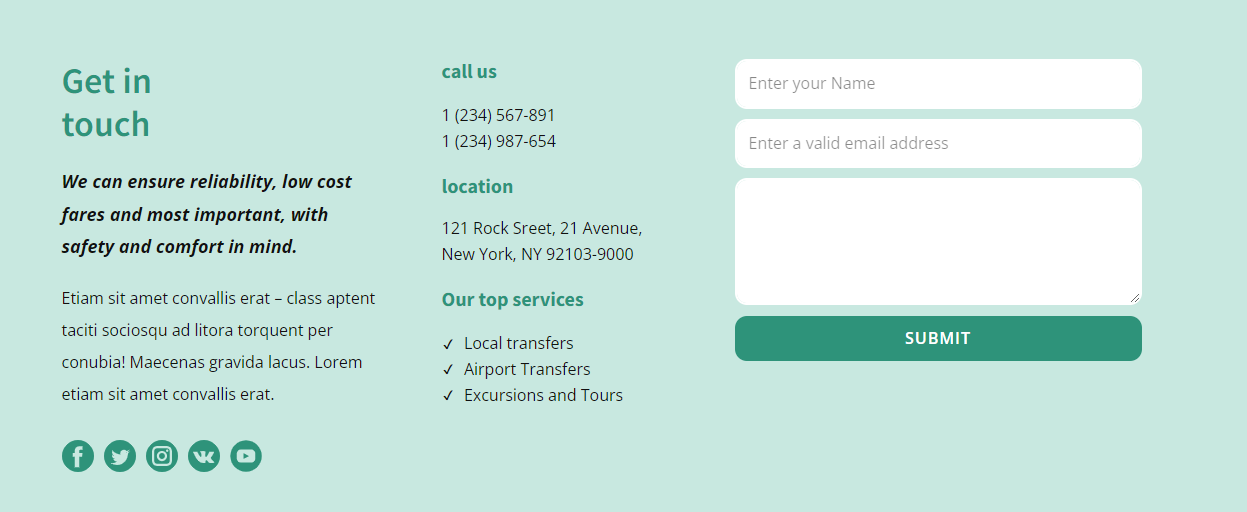 Get in
touch
We can ensure reliability, low cost
fares and most important, with
safety and comfort in mind.
Etiam sit amet convallis erat – class aptent
taciti sociosqu ad litora torquent per
conubia! Maecenas gravida lacus. Lorem
etiam sit amet convallis erat.
call us
1 (234) 567-891
1 (234) 987-654
location
121 Rock Sreet, 21 Avenue,
New York, NY 92103-9000
Our top services
✓ Local transfers
✓ Airport Transfers
✓ Excursions and Tours
Enter your Name
Enter a valid email address
SUBMIT